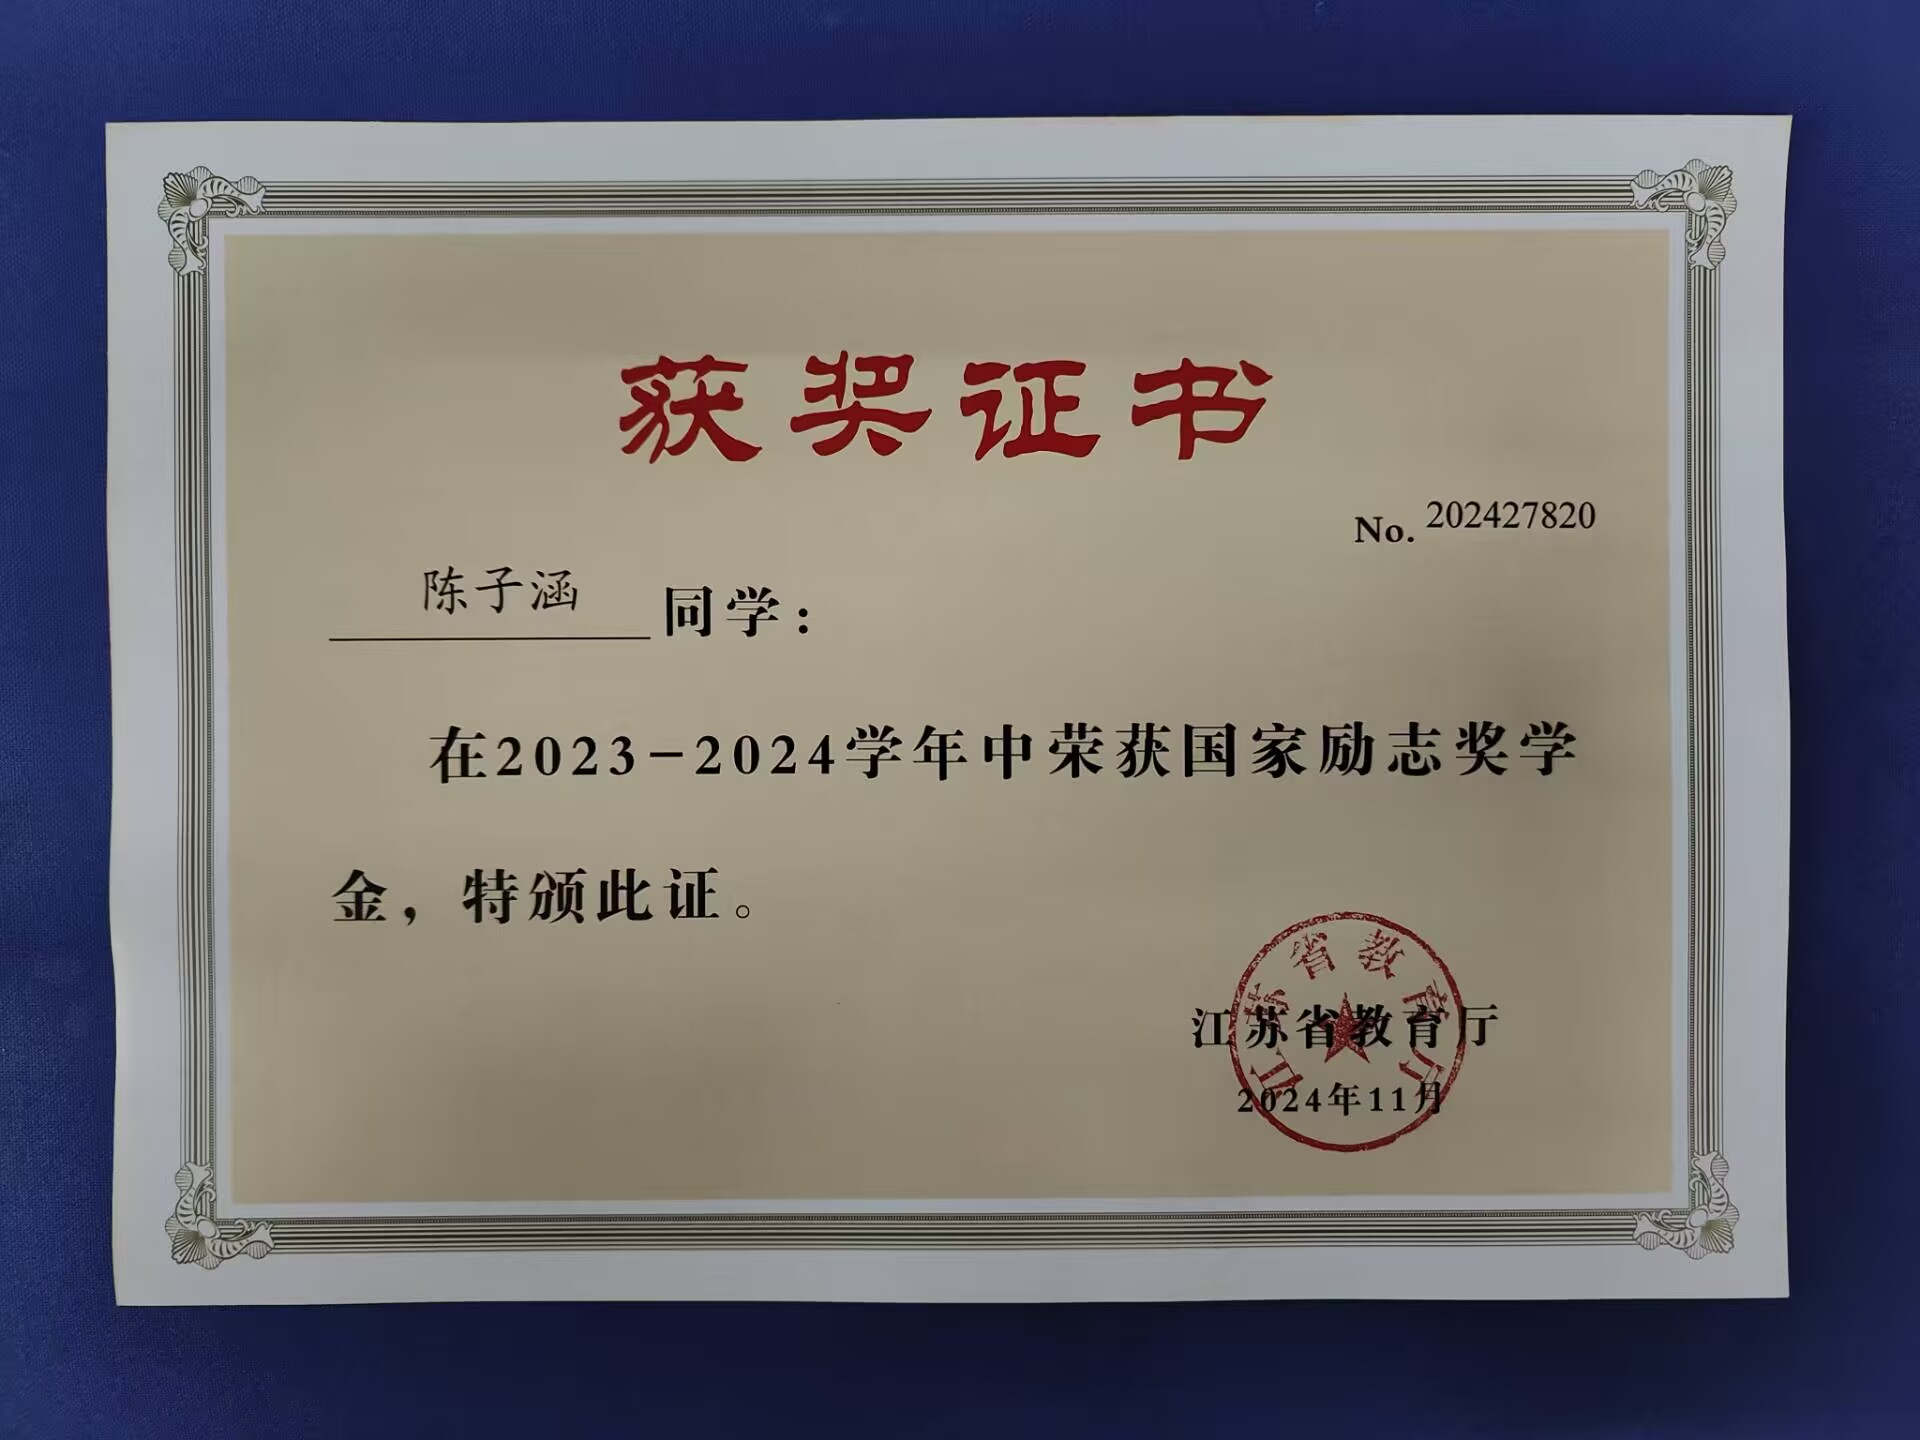 获奖证书
No. 202427820
陈子涵 同学：
在2023-2024学年中荣获国家励志奖学
金，特颁此证。
江苏省教育厅
江苏省教育厅
2024年11月